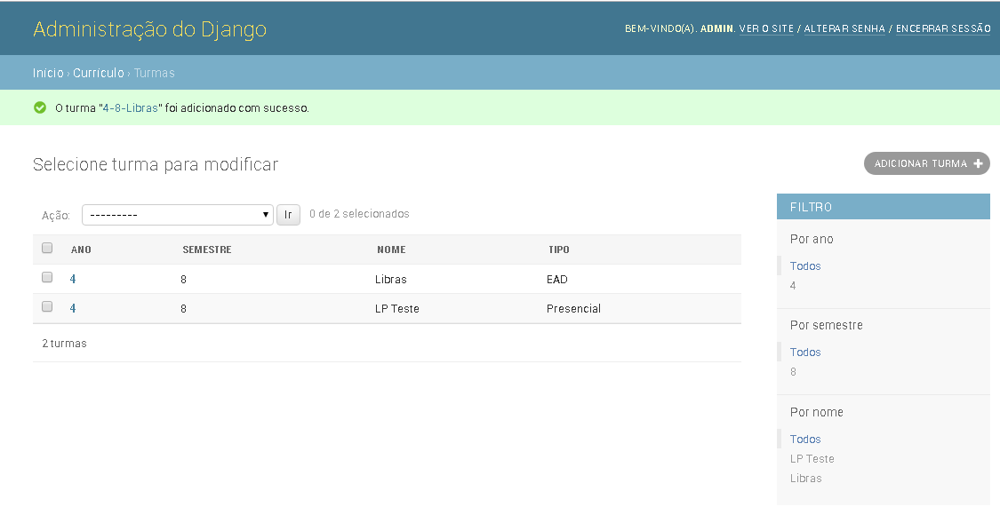 Administração do Django
BEM-VINDO(A). ADMIN. VER O SITE / ALTERAR SENHA / ENCERRAR SESSÃO
Início › Currículo › Turmas
O turma "4-8-Libras" foi adicionado com sucesso.
Selecione turma para modificar
ADICIONAR TURMA
Ação: --------- Ir 0 de 2 selecionados
ANO SEMESTRE NOME TIPO
4 8 Libras EAD
4 8 LP Teste Presencial
2 turmas
FILTRO
Por ano
Todos
4
Por semestre
Todos
8
Por nome
Todos
LP Teste
Libras